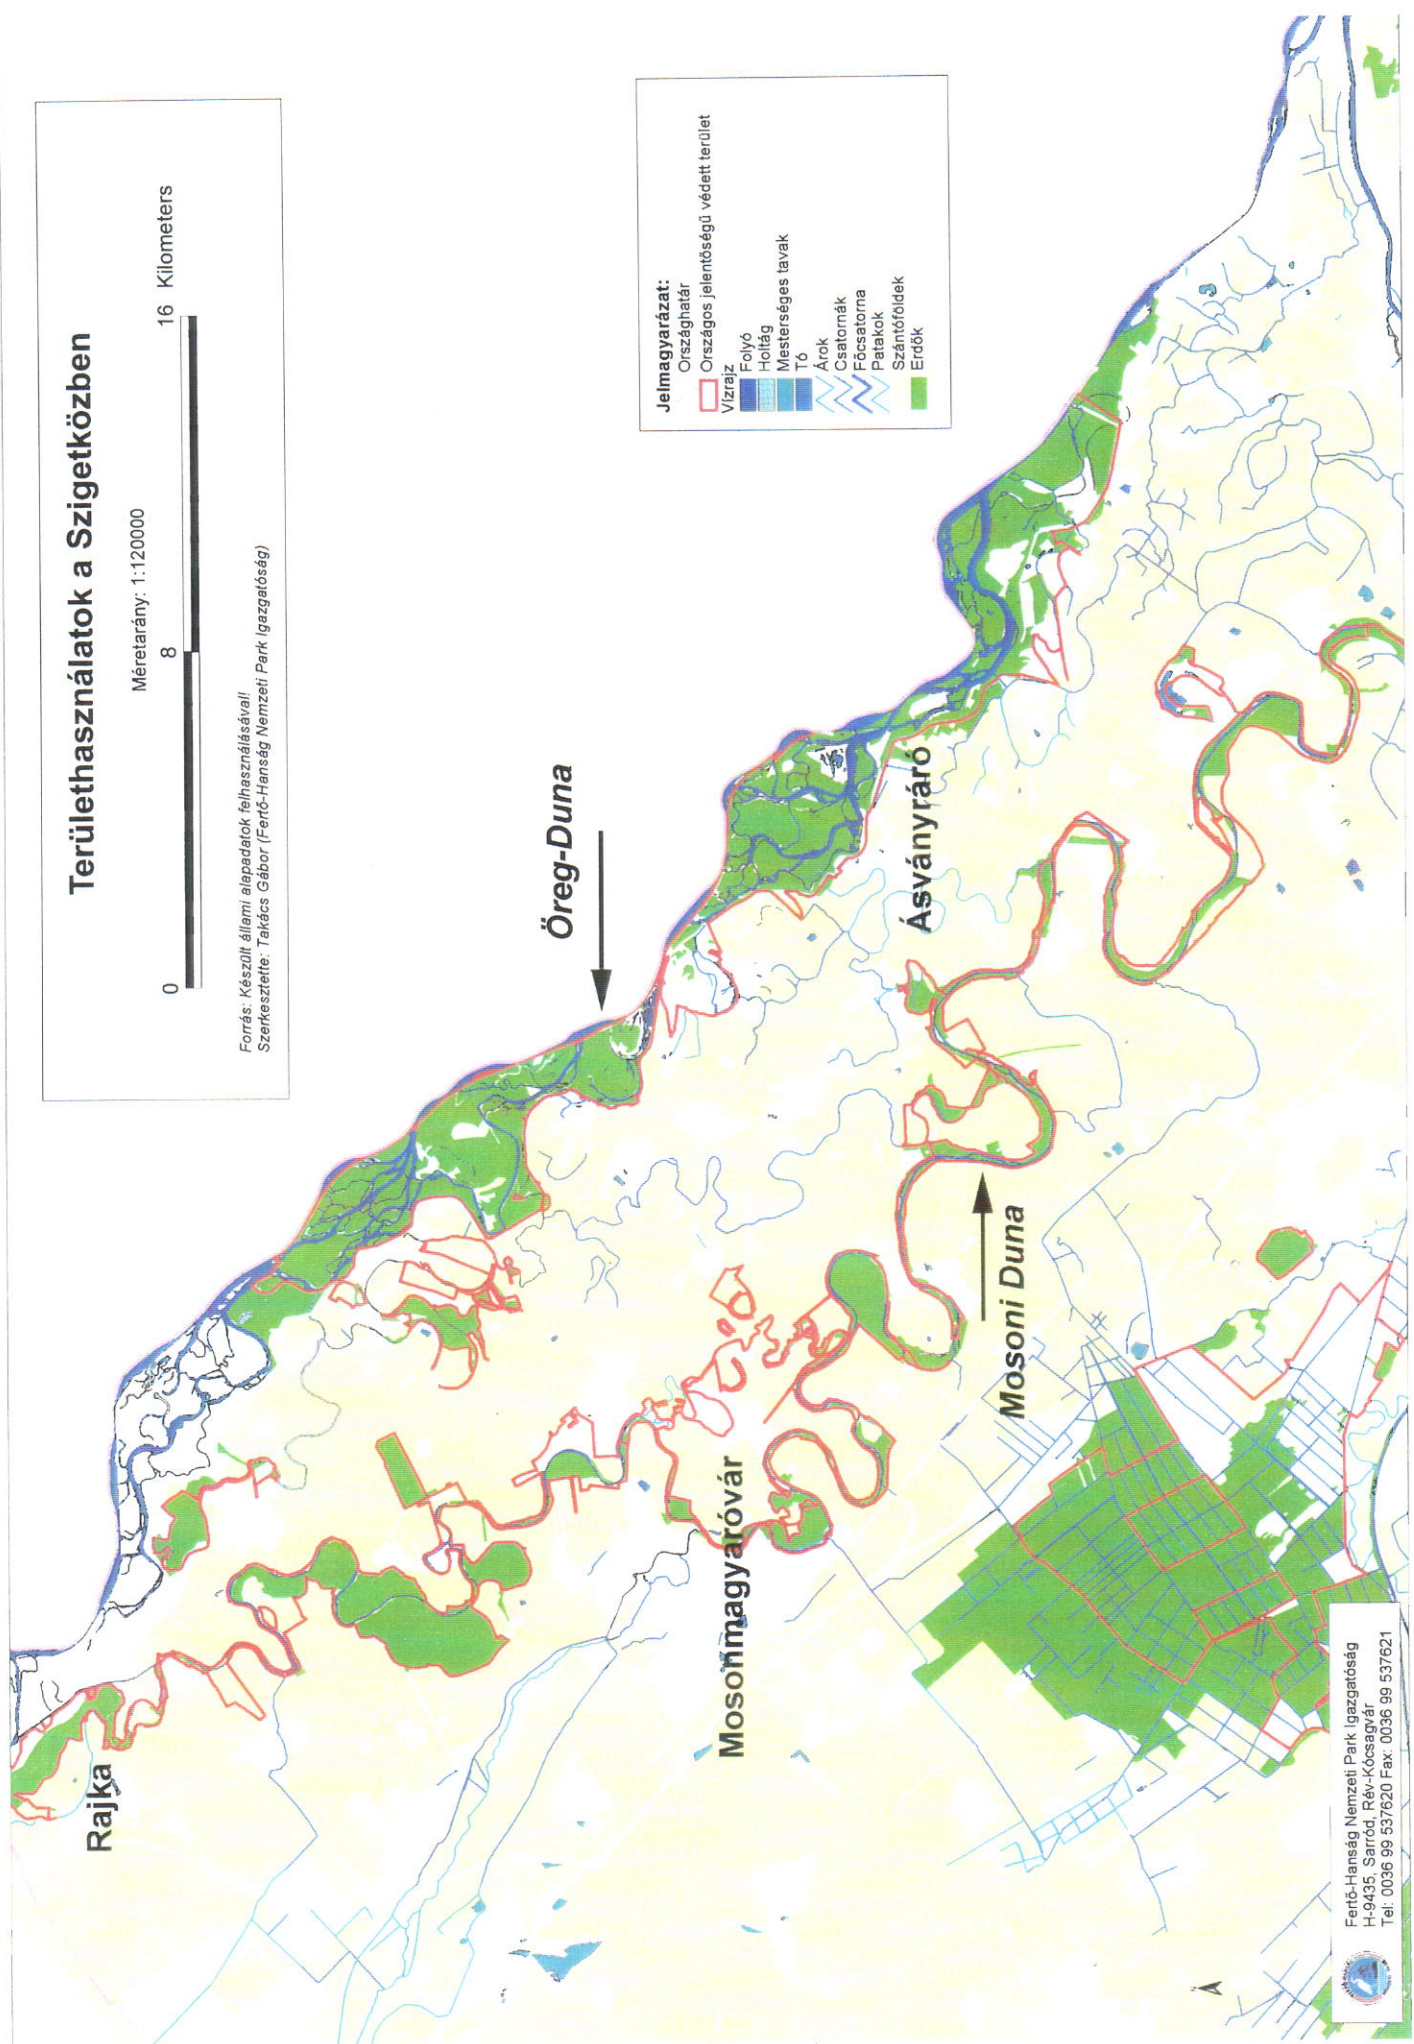 Területhasználatok a Szigetközben
Méretarány: 1:120000
0 8 16 Kilometers
Forrás: Készült állami alapadatok felhasználásával!
Szerkesztette: Takács Gábor (Fertő-Hanság Nemzeti Park Igazgatóság)
Jelmagyarázat:
Országhatár
Országos jelentőségű védett terület
Vízrajz
Folyó
Holtág
Mesterséges tavak
Tó
Árok
Csatornák
Főcsatorna
Patakok
Szántóföldek
Erdők
Öreg-Duna
Rajka
Mosonmagyaróvár
Ásványráró
Mosoni Duna
Fertő-Hanság Nemzeti Park Igazgatóság
H-9435, Sarród, Rév-Kócsagvár
Tel: 0036 99 537620 Fax: 0036 99 537621